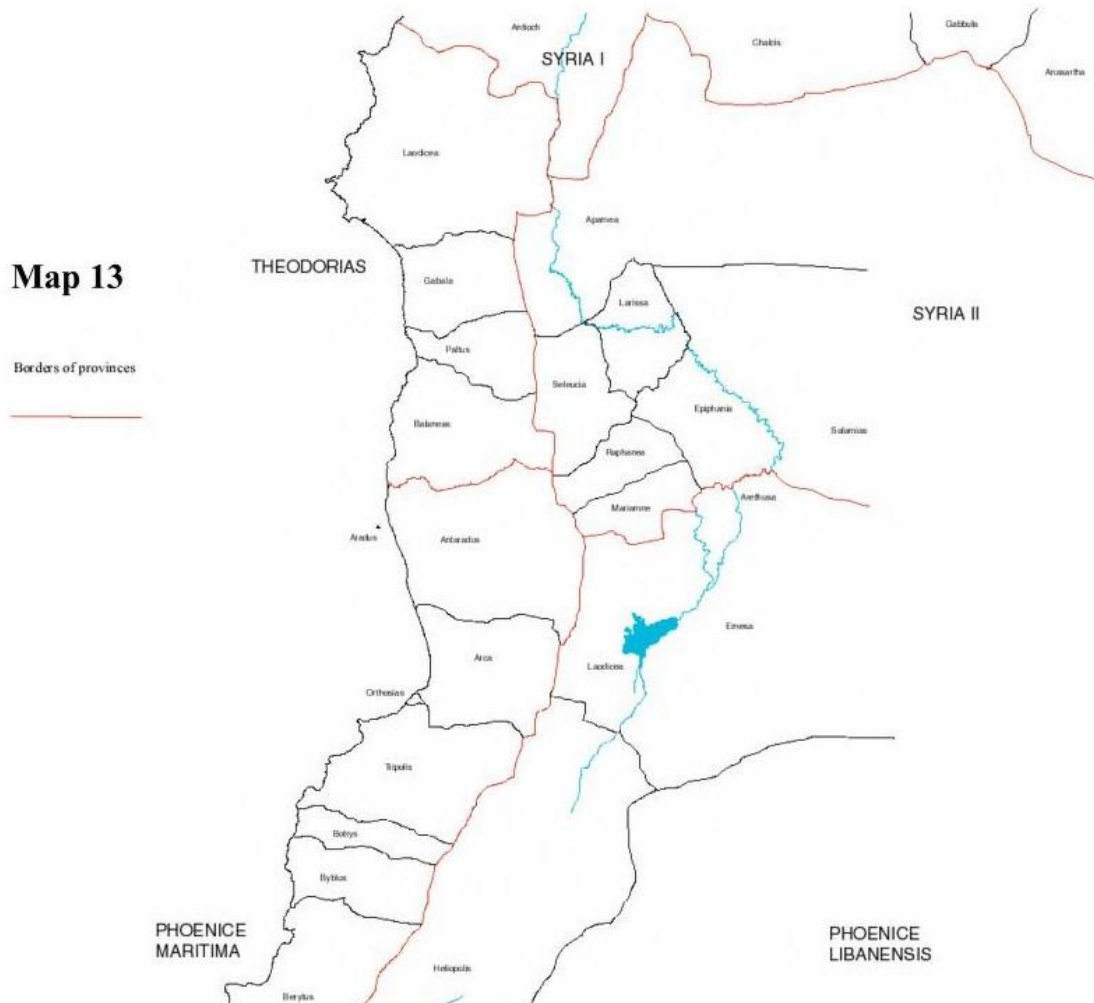 Antioch
Gabbula
SYRIA I
Chalcis
Anasartha
Laodicea
Apamea
THEODORIAS
Map 13
Gabala
Larissa
SYRIA II
Paltus
Borders of provinces
Seleucia
Epiphania
Balaneas
Salamias
Raphanea
Arethusa
Mariamne
Aradus
Antaradus
Emesa
Arca
Laodicea
Orthosias
Tripolis
Botrys
Byblus
PHOENICE
MARITIMA
PHOENICE
LIBANENSIS
Heliopolis
Berytus